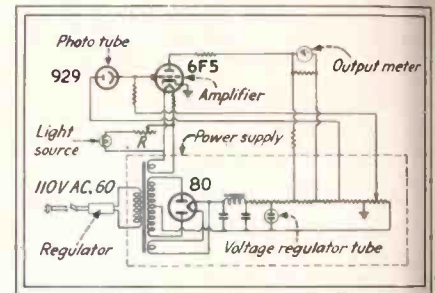 Photo tube
929
6F5
Output meter
Amplifier
Light
source
R
Power supply
110V AC, 60
80
Regulator
Voltage regulator tube